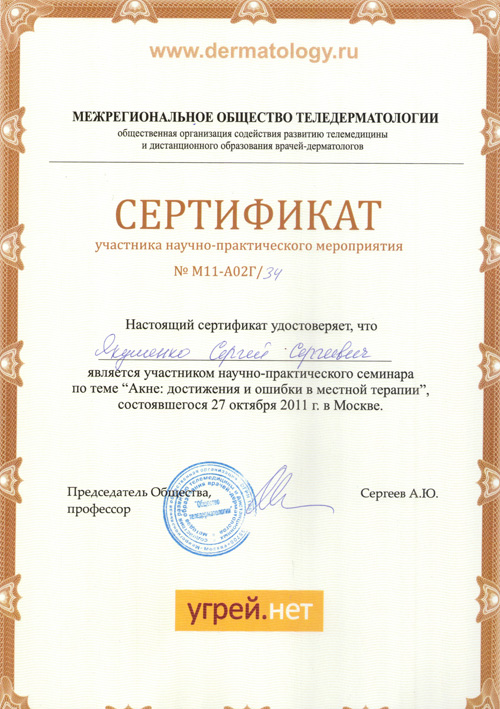 www.dermatology.ru
МЕЖРЕГИОНАЛЬНОЕ ОБЩЕСТВО ТЕЛЕДЕРМАТОЛОГИИ
общественная организация содействия развитию телемедицины
и дистанционного образования врачей-дерматологов
СЕРТИФИКАТ
участника научно-практического мероприятия
№ М11-А02Г/34
Настоящий сертификат удостоверяет, что
Якуменко Сергей Сергеевич
является участником научно-практического семинара
по теме “Акне: достижения и ошибки в местной терапии”,
состоявшегося 27 октября 2011 г. в Москве.
Председатель Общества,
профессор
Сергеев А.Ю.
угрей.нет